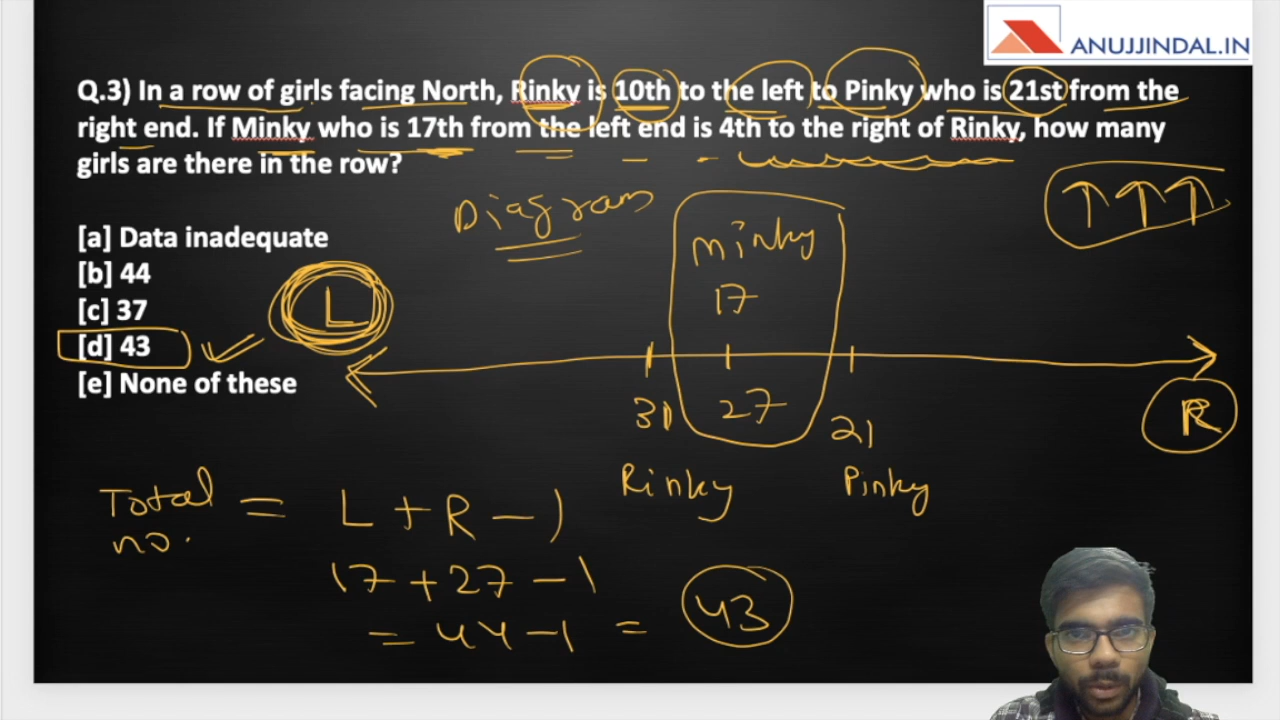 ANUJJINDAL.IN
Q.3) In a row of girls facing North, Rinky is 10th to the left to Pinky who is 21st from the
right end. If Minky who is 17th from the left end is 4th to the right of Rinky, how many
girls are there in the row?
Diagram
[a] Data inadequate
[b] 44
[c] 37
[d] 43
[e] None of these
L
minky
17
31 27 21
R
Rinky Pinky
Total no. = L + R - 1
17 + 27 - 1
= 44 - 1 = 43